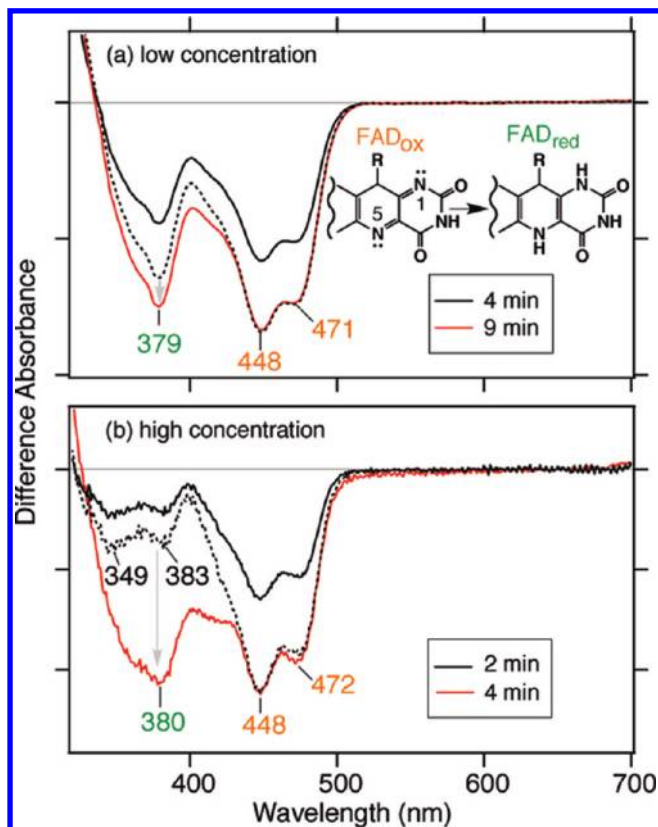 (a) low concentration
FADox
FADred
R
R
N
1
O
5
NH
N
O
H
N
O
NH
N
H
O
4 min
9 min
379
448
471
(b) high concentration
349
383
380
448
472
2 min
4 min
400
500
600
700
Wavelength (nm)
Difference Absorbance